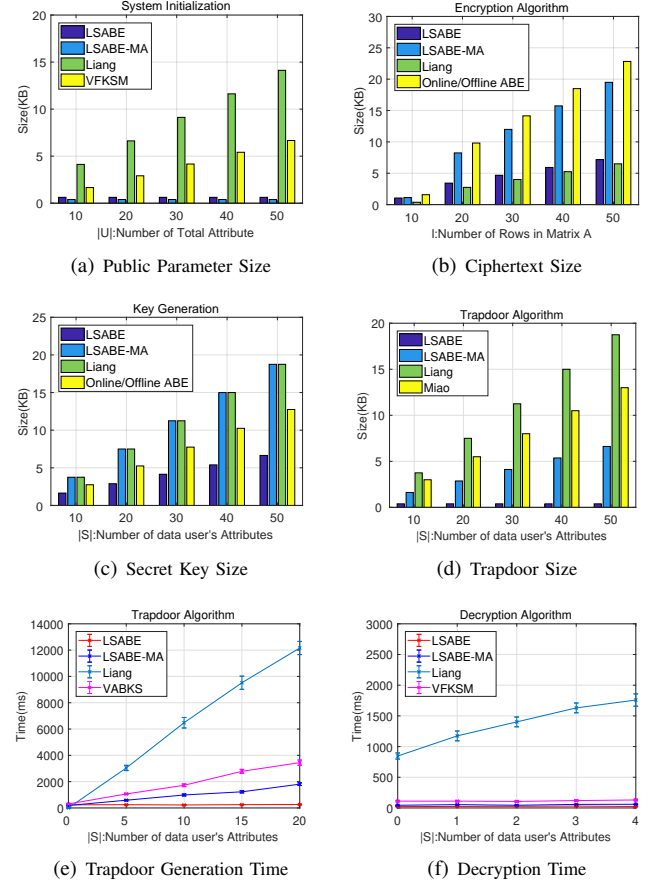 System Initialization
20
15
10
5
0
Size(KB)
LSABE
LSABE-MA
Liang
VFKSM
10 20 30 40 50
|U|:Number of Total Attribute
(a) Public Parameter Size
Encryption Algorithm
30
25
20
15
10
5
0
Size(KB)
LSABE
LSABE-MA
Liang
Online/Offline ABE
10 20 30 40 50
l:Number of Rows in Matrix A
(b) Ciphertext Size
Key Generation
25
20
15
10
5
0
Size(KB)
LSABE
LSABE-MA
Liang
Online/Offline ABE
10 20 30 40 50
|S|:Number of data user's Attributes
(c) Secret Key Size
Trapdoor Algorithm
20
15
10
5
0
Size(KB)
LSABE
LSABE-MA
Liang
Miao
10 20 30 40 50
|S|:Number of data user's Attributes
(d) Trapdoor Size
Trapdoor Algorithm
14000
12000
10000
8000
6000
4000
2000
0
Time(ms)
LSABE
LSABE-MA
Liang
VABKS
0 5 10 15 20
|S|:Number of data user's Attributes
(e) Trapdoor Generation Time
Decryption Algorithm
3000
2500
2000
1500
1000
500
0
Time(ms)
LSABE
LSABE-MA
Liang
VFKSM
0 1 2 3 4
|S|:Number of data user's Attributes
(f) Decryption Time